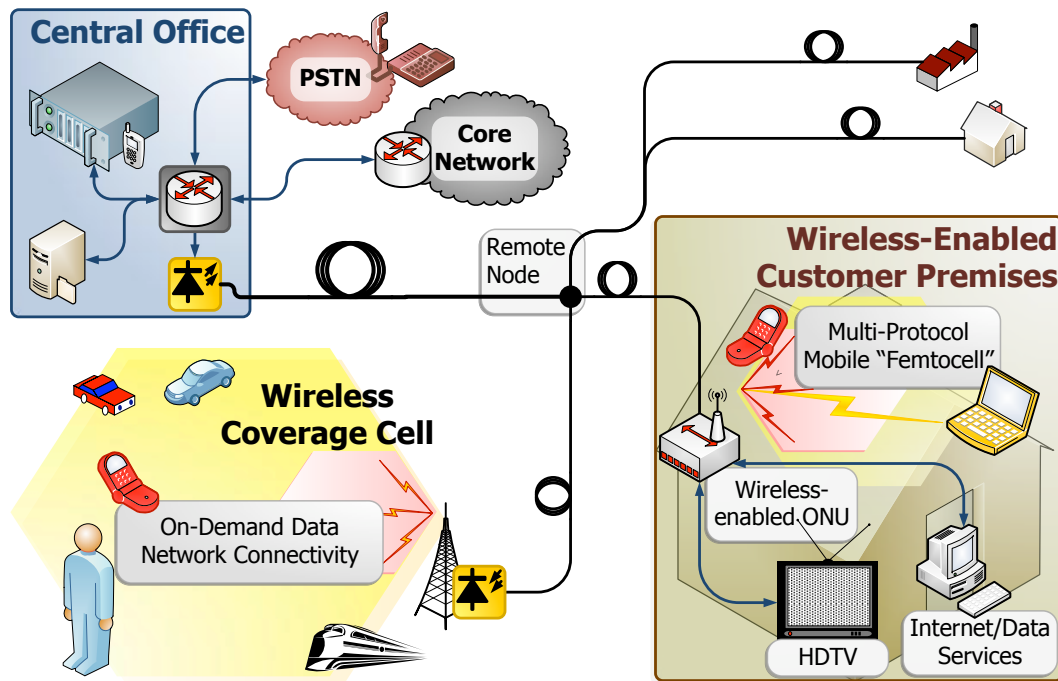 Central Office
PSTN
Core
Network
Remote
Node
Wireless-Enabled
Customer Premises
Multi-Protocol
Mobile “Femtocell”
Wireless
Coverage Cell
On-Demand Data
Network Connectivity
Wireless-
enabled ONU
HDTV
Internet/Data
Services